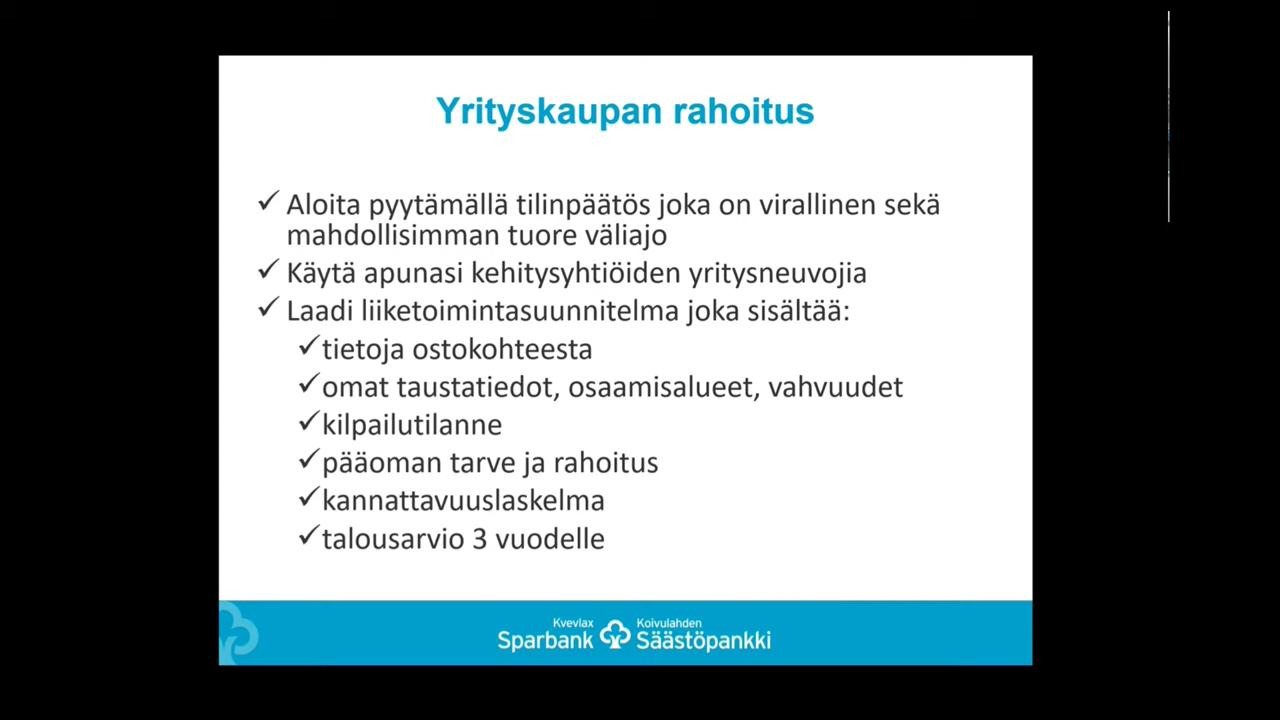 Yrityskaupan rahoitus
✓ Aloita pyytämällä tilinpäätös joka on virallinen sekä
mahdollisimman tuore väliajo
✓ Käytä apunasi kehitysyhtiöiden yritysneuvojia
✓ Laadi liiketoimintasuunnitelma joka sisältää:
✓ tietoja ostokohteesta
✓ omat taustatiedot, osaamisalueet, vahvuudet
✓ kilpailutilanne
✓ pääoman tarve ja rahoitus
✓ kannattavuuslaskelma
✓ talousarvio 3 vuodelle
Kvevlax
Sparbank
Koivulahden
Säästöpankki